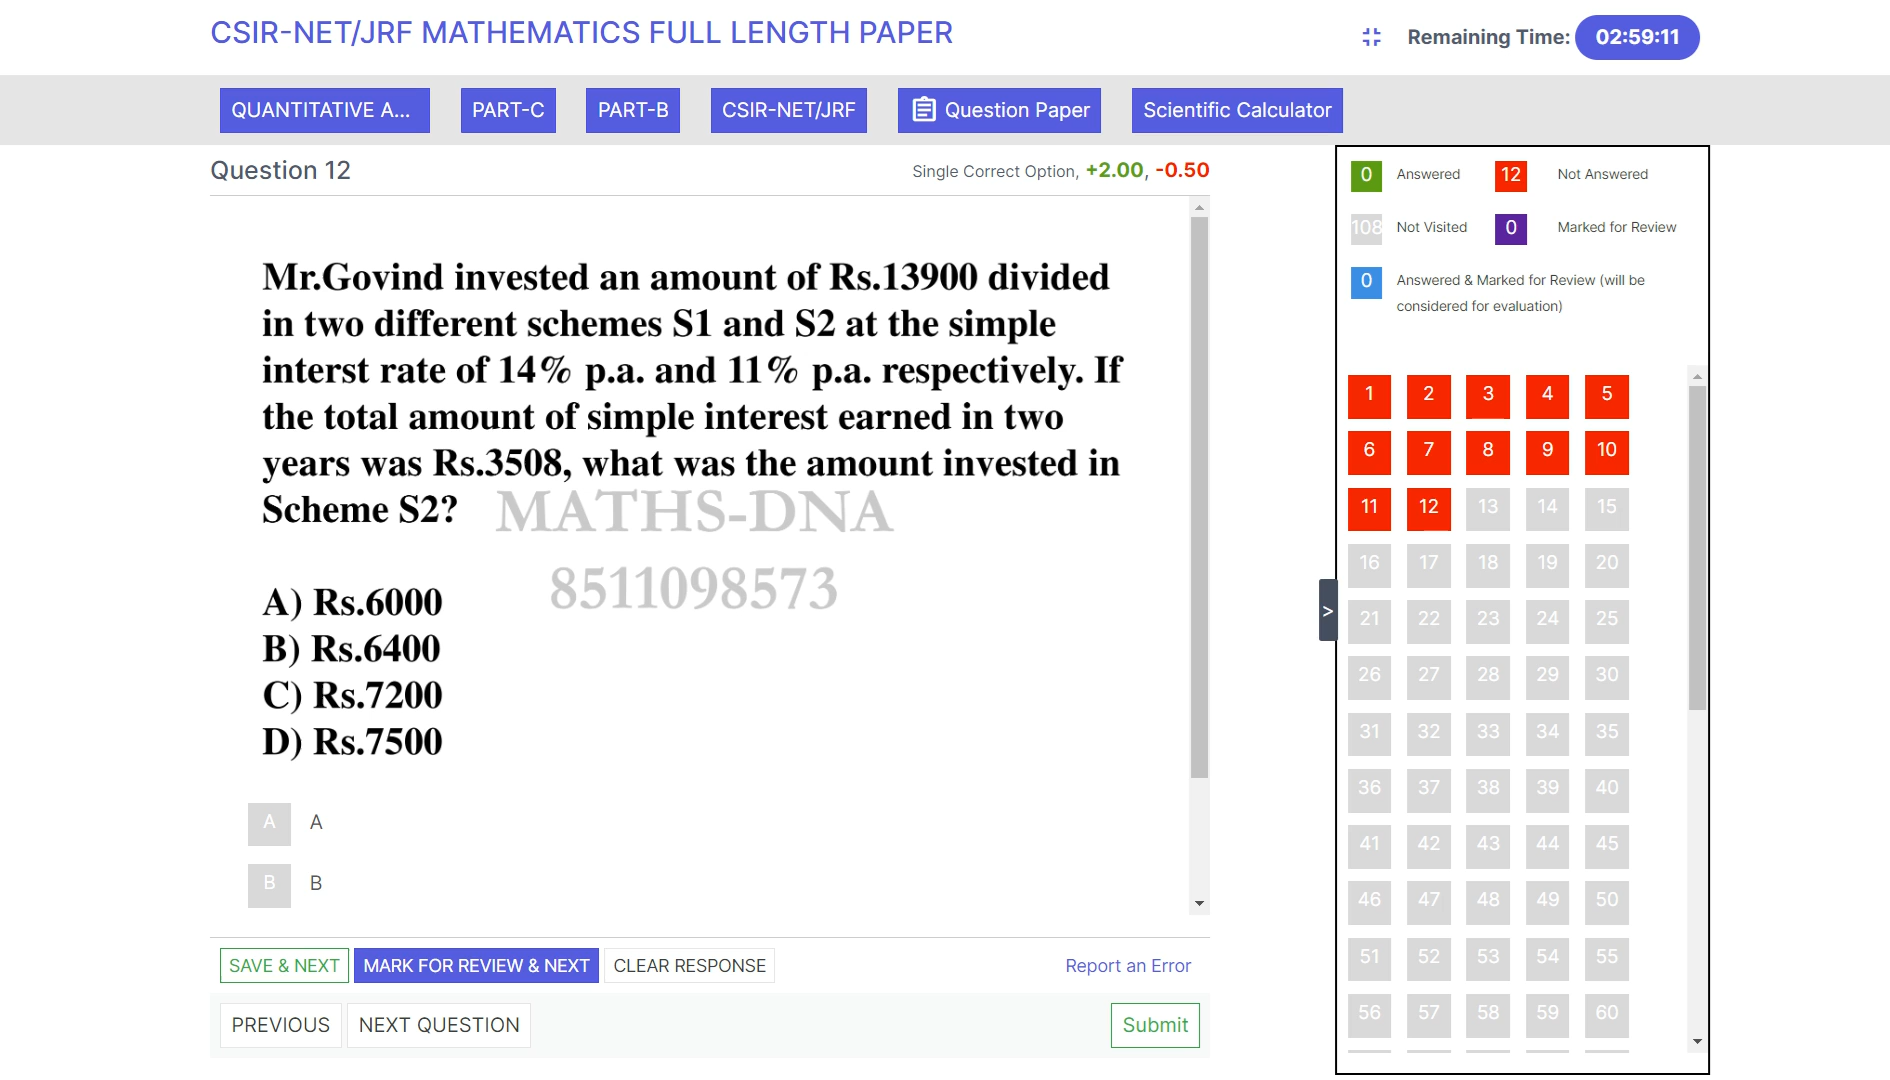 CSIR-NET/JRF MATHEMATICS FULL LENGTH PAPER
Remaining Time: 02:59:11
QUANTITATIVE A...
PART-C
PART-B
CSIR-NET/JRF
Question Paper
Scientific Calculator
Question 12
Single Correct Option, +2.00, -0.50
Mr.Govind invested an amount of Rs.13900 divided
in two different schemes S1 and S2 at the simple
interst rate of 14% p.a. and 11% p.a. respectively. If
the total amount of simple interest earned in two
years was Rs.3508, what was the amount invested in
Scheme S2?
MATHS-DNA
8511098573
A) Rs.6000
B) Rs.6400
C) Rs.7200
D) Rs.7500
A A
B B
SAVE & NEXT
MARK FOR REVIEW & NEXT
CLEAR RESPONSE
Report an Error
PREVIOUS
NEXT QUESTION
Submit
0 Answered
12 Not Answered
108 Not Visited
0 Marked for Review
0 Answered & Marked for Review (will be
considered for evaluation)
>
1 2 3 4 5
6 7 8 9 10
11 12 13 14 15
16 17 18 19 20
21 22 23 24 25
26 27 28 29 30
31 32 33 34 35
36 37 38 39 40
41 42 43 44 45
46 47 48 49 50
51 52 53 54 55
56 57 58 59 60